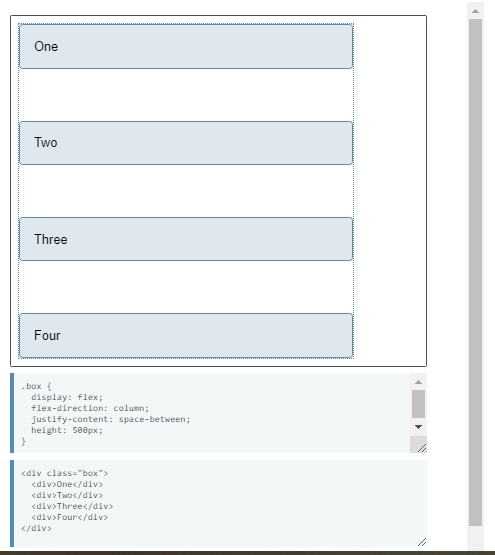 One
Two
Three
Four
.box {
  display: flex;
  flex-direction: column;
  justify-content: space-between;
  height: 500px;
}
<div class="box">
  <div>One</div>
  <div>Two</div>
  <div>Three</div>
  <div>Four</div>
</div>